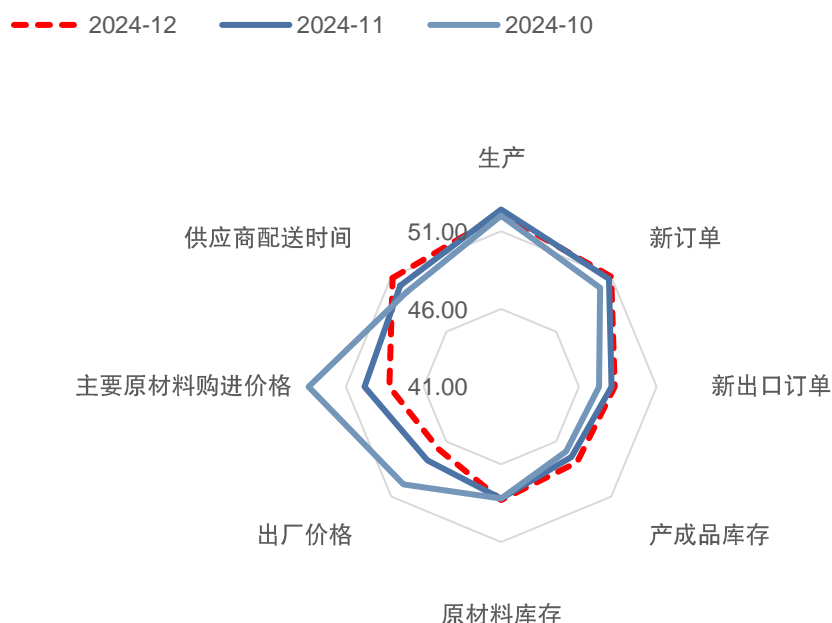 2024-12 2024-11 2024-10
生产
51.00
供应商配送时间
新订单
46.00
主要原材料购进价格
41.00
新出口订单
出厂价格
产成品库存
原材料库存